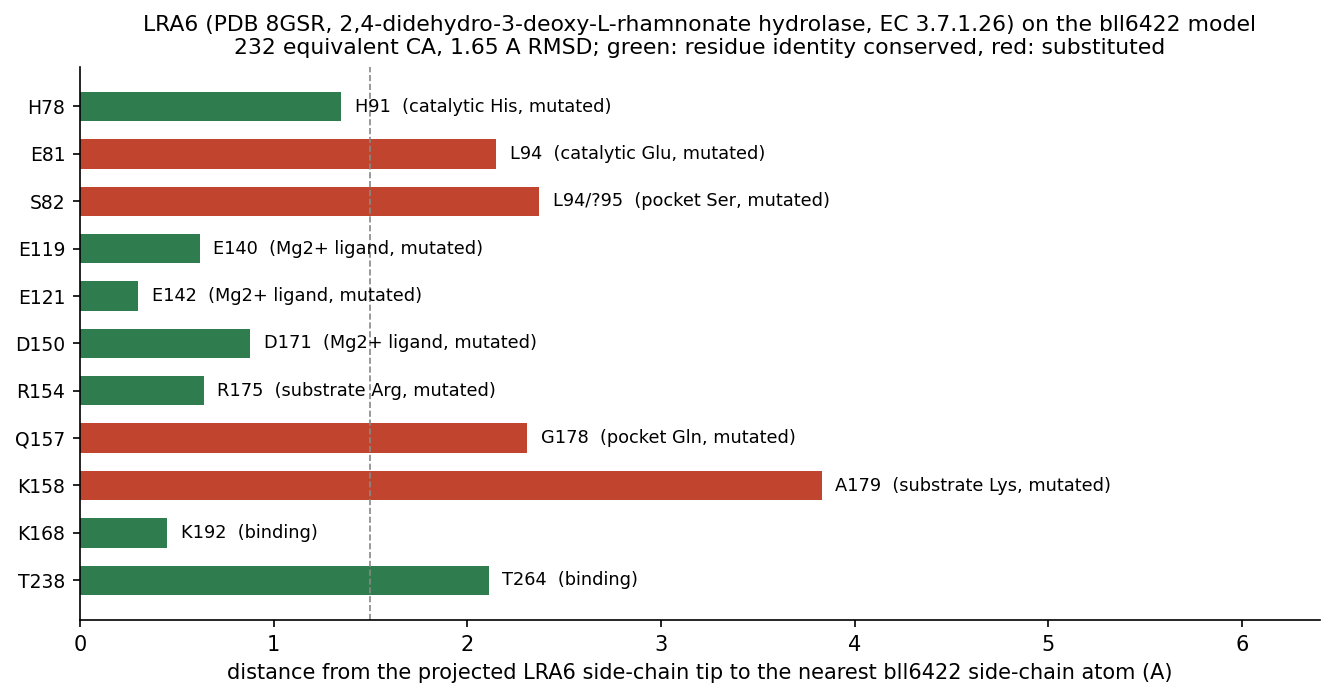 LRA6 (PDB 8GSR, 2,4-didehydro-3-deoxy-L-rhamnonate hydrolase, EC 3.7.1.26) on the bll6422 model
232 equivalent CA, 1.65 A RMSD; green: residue identity conserved, red: substituted
H78 H91 (catalytic His, mutated)
E81 L94 (catalytic Glu, mutated)
S82 L94/?95 (pocket Ser, mutated)
E119 E140 (Mg2+ ligand, mutated)
E121 E142 (Mg2+ ligand, mutated)
D150 D171 (Mg2+ ligand, mutated)
R154 R175 (substrate Arg, mutated)
Q157 G178 (pocket Gln, mutated)
K158 A179 (substrate Lys, mutated)
K168 K192 (binding)
T238 T264 (binding)
0 1 2 3 4 5 6
distance from the projected LRA6 side-chain tip to the nearest bll6422 side-chain atom (A)